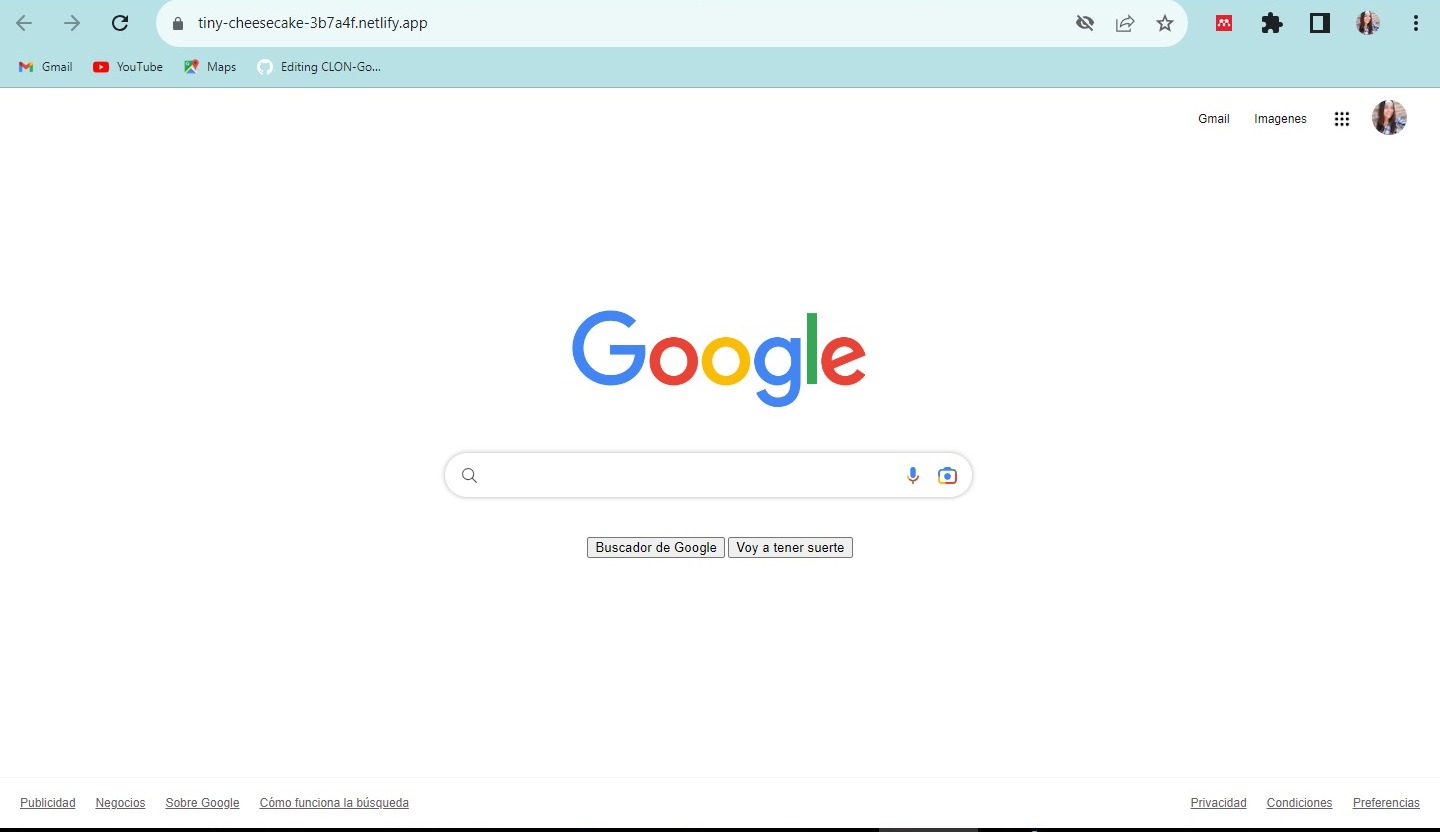 tiny-cheesecake-3b7a4f.netlify.app
Gmail YouTube Maps Editing CLON-Go...
Gmail Imagenes
Google
Buscador de Google Voy a tener suerte
Publicidad Negocios Sobre Google Cómo funciona la búsqueda Privacidad Condiciones Preferencias